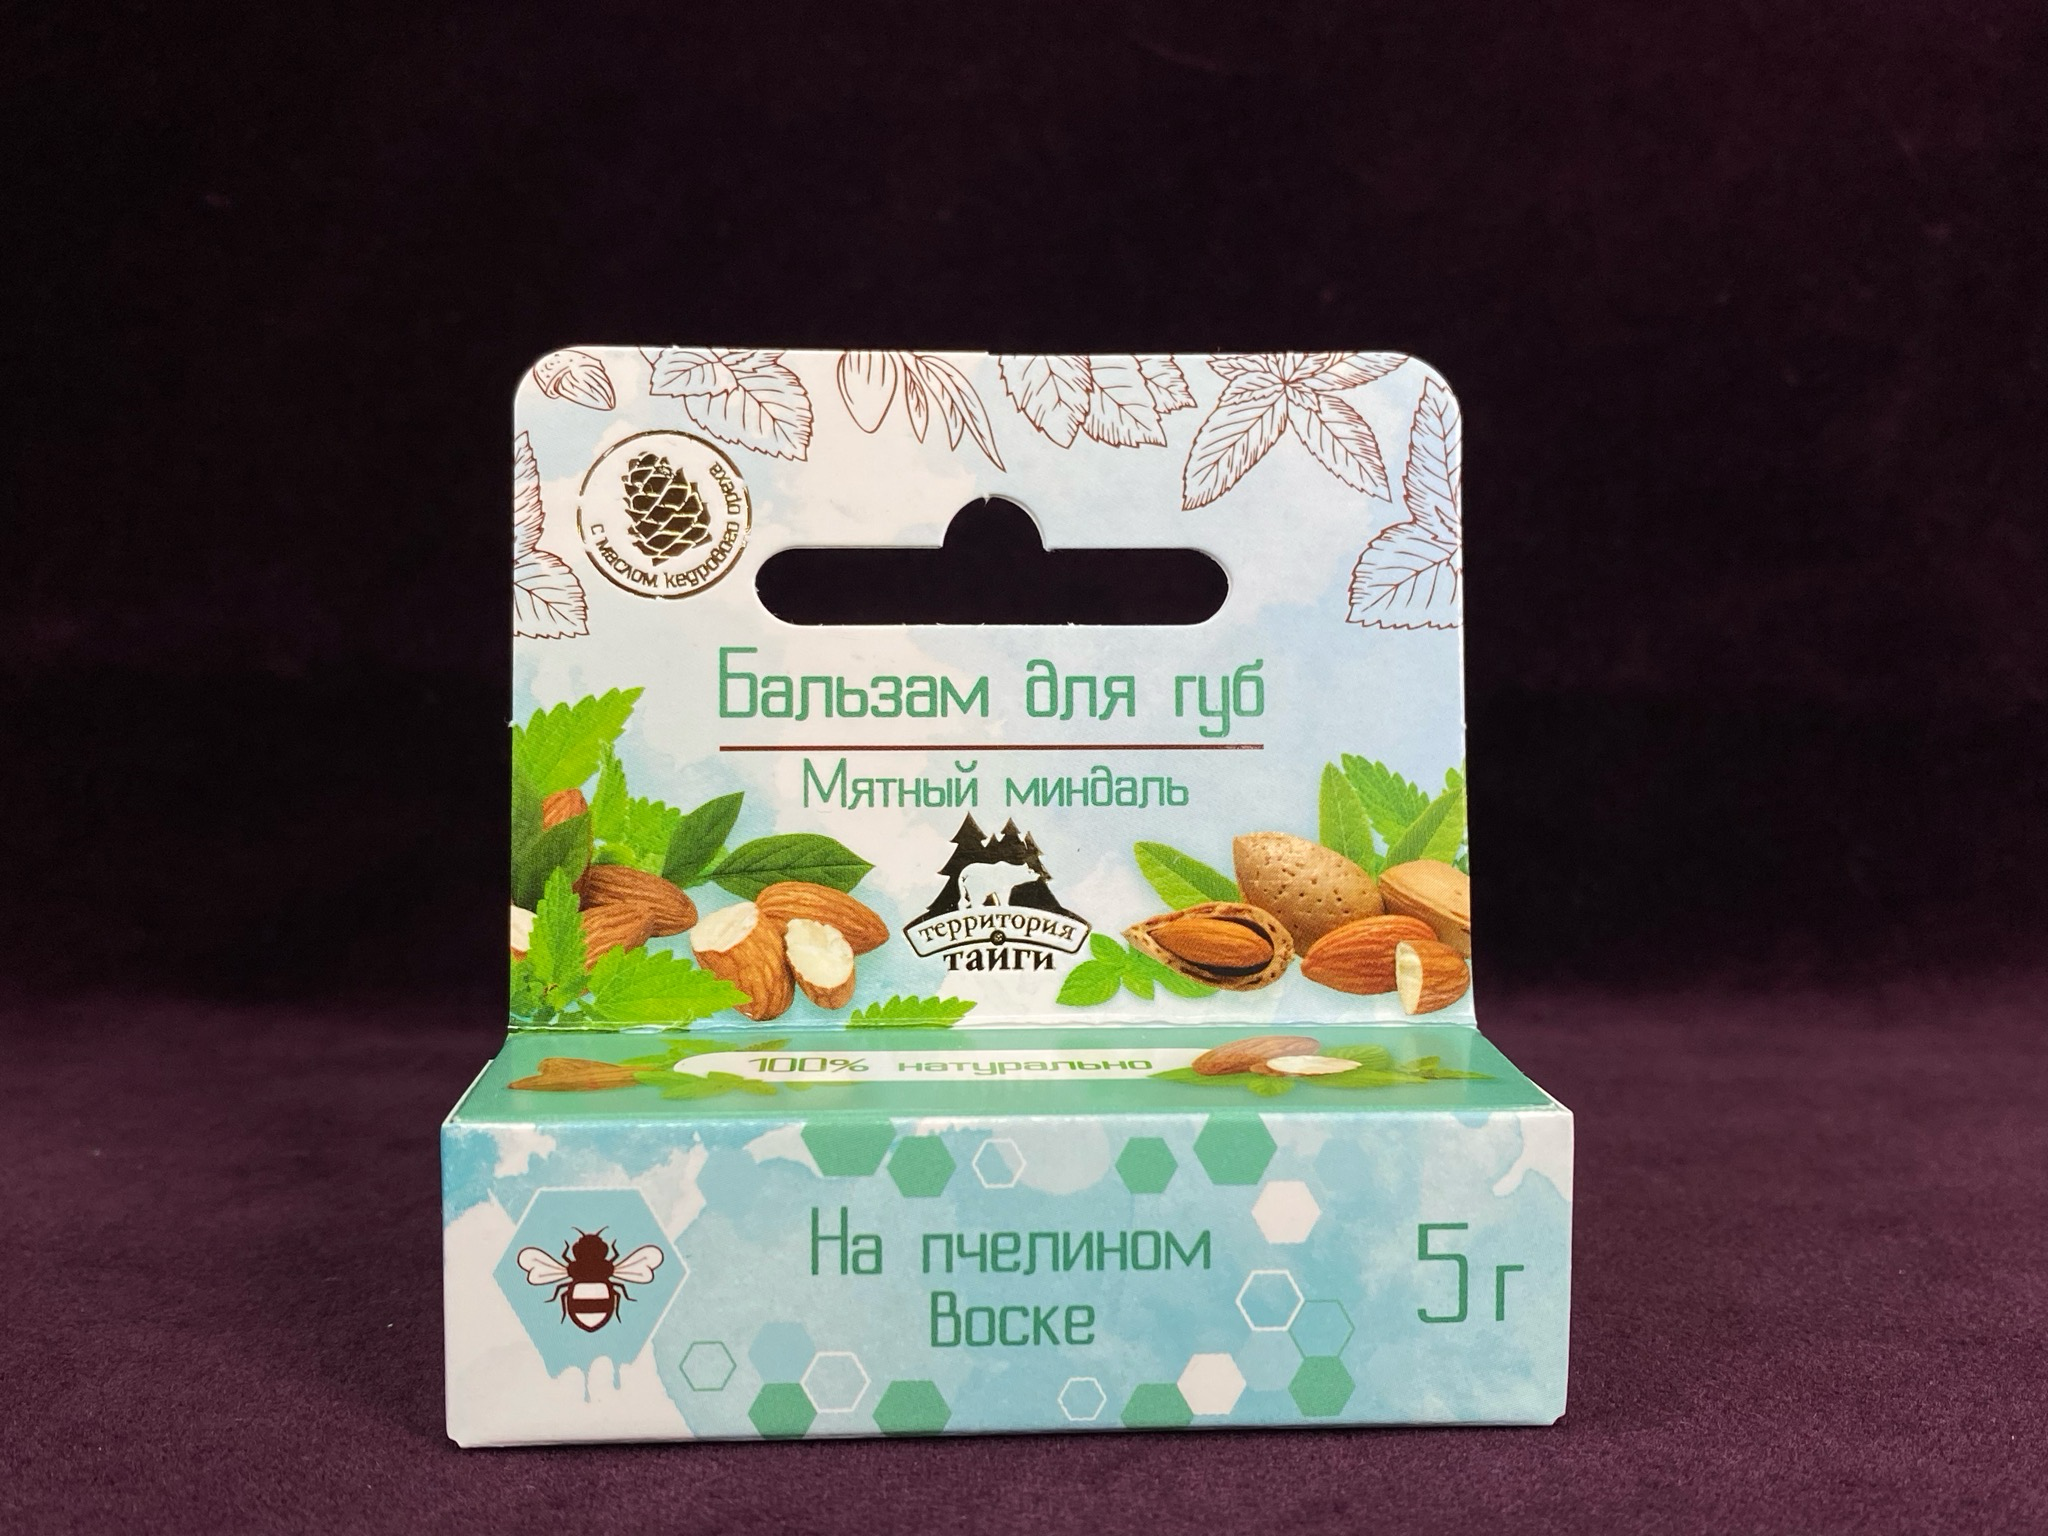 с маслом кедрового ореха
Бальзам для губ
Мятный миндаль
территория
тайги
100% натурально
На пчелином
воске
5 г